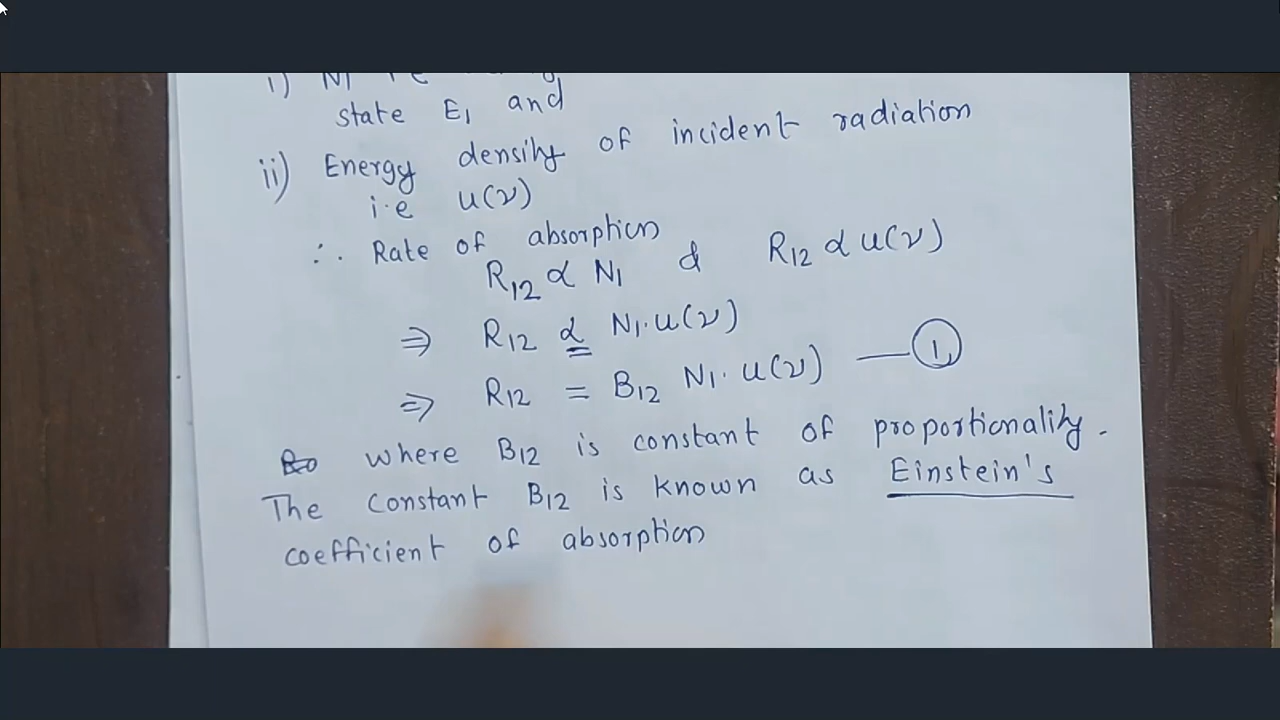 i) N1 i.e
state E1 and
ii) Energy density of incident radiation
i.e u(ν)
∴ Rate of absorption
R12 ∝ N1 & R12 ∝ u(ν)
⇒ R12 ∝ N1.u(ν)
⇒ R12 = B12 N1.u(ν) — ①
where B12 is constant of proportionality.
The constant B12 is known as Einstein's
coefficient of absorption